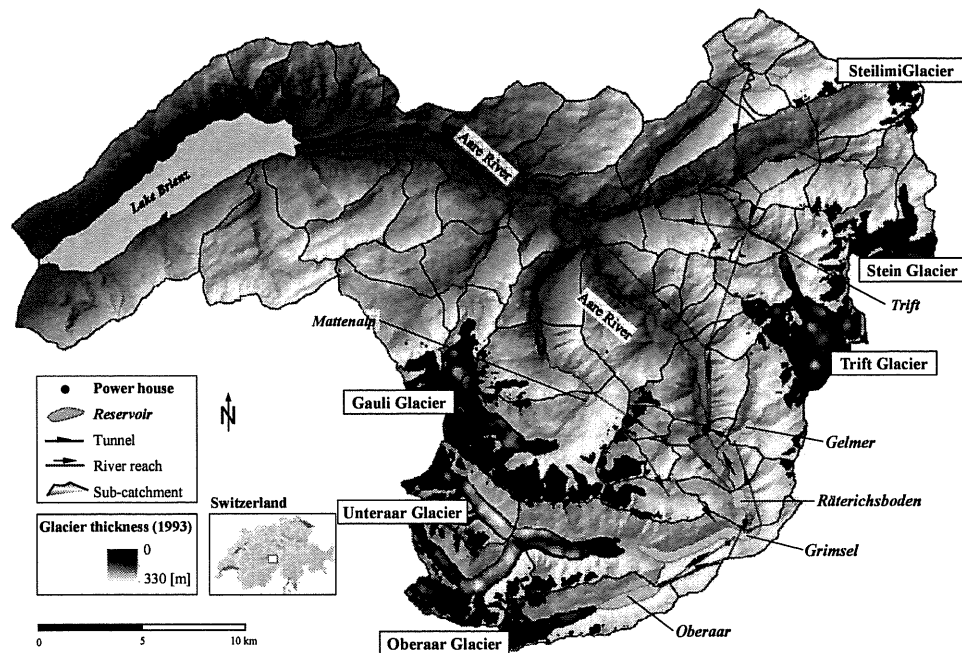 SteilimiGlacier
Aare River
Lake Brienz
Stein Glacier
Trift
Mattenalp
Aare River
Trift Glacier
Gauli Glacier
Gelmer
Unteraar Glacier
Räterichsboden
Grimsel
Oberaar
Oberaar Glacier
Power house
Reservoir
Tunnel
River reach
Sub-catchment
N
Glacier thickness (1993)
0
330 [m]
Switzerland
0 5 10 km